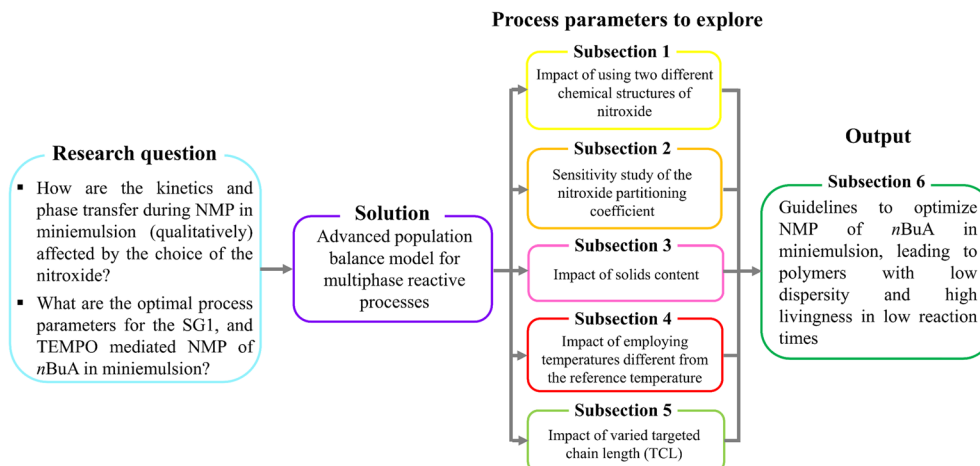 Process parameters to explore
Research question
▪ How are the kinetics and
phase transfer during NMP in
miniemulsion (qualitatively)
affected by the choice of the
nitroxide?
▪ What are the optimal process
parameters for the SG1, and
TEMPO mediated NMP of
nBuA in miniemulsion?
Solution
Advanced population
balance model for
multiphase reactive
processes
Subsection 1
Impact of using two different
chemical structures of
nitroxide
Subsection 2
Sensitivity study of the
nitroxide partitioning
coefficient
Subsection 3
Impact of solids content
Subsection 4
Impact of employing
temperatures different from
the reference temperature
Subsection 5
Impact of varied targeted
chain length (TCL)
Output
Subsection 6
Guidelines to optimize
NMP of nBuA in
miniemulsion, leading to
polymers with low
dispersity and high
livingness in low reaction
times